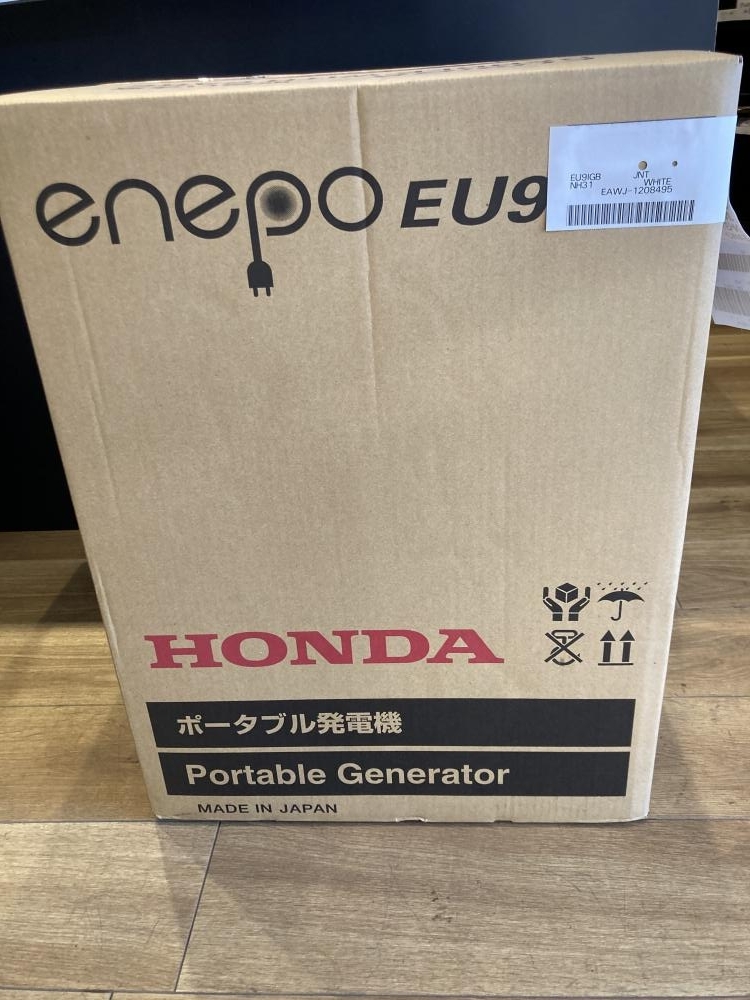 enepo EU9
EU9IGB JNT
NH31 WHITE
EAWJ-1208495
HONDA
ポータブル発電機
Portable Generator
MADE IN JAPAN